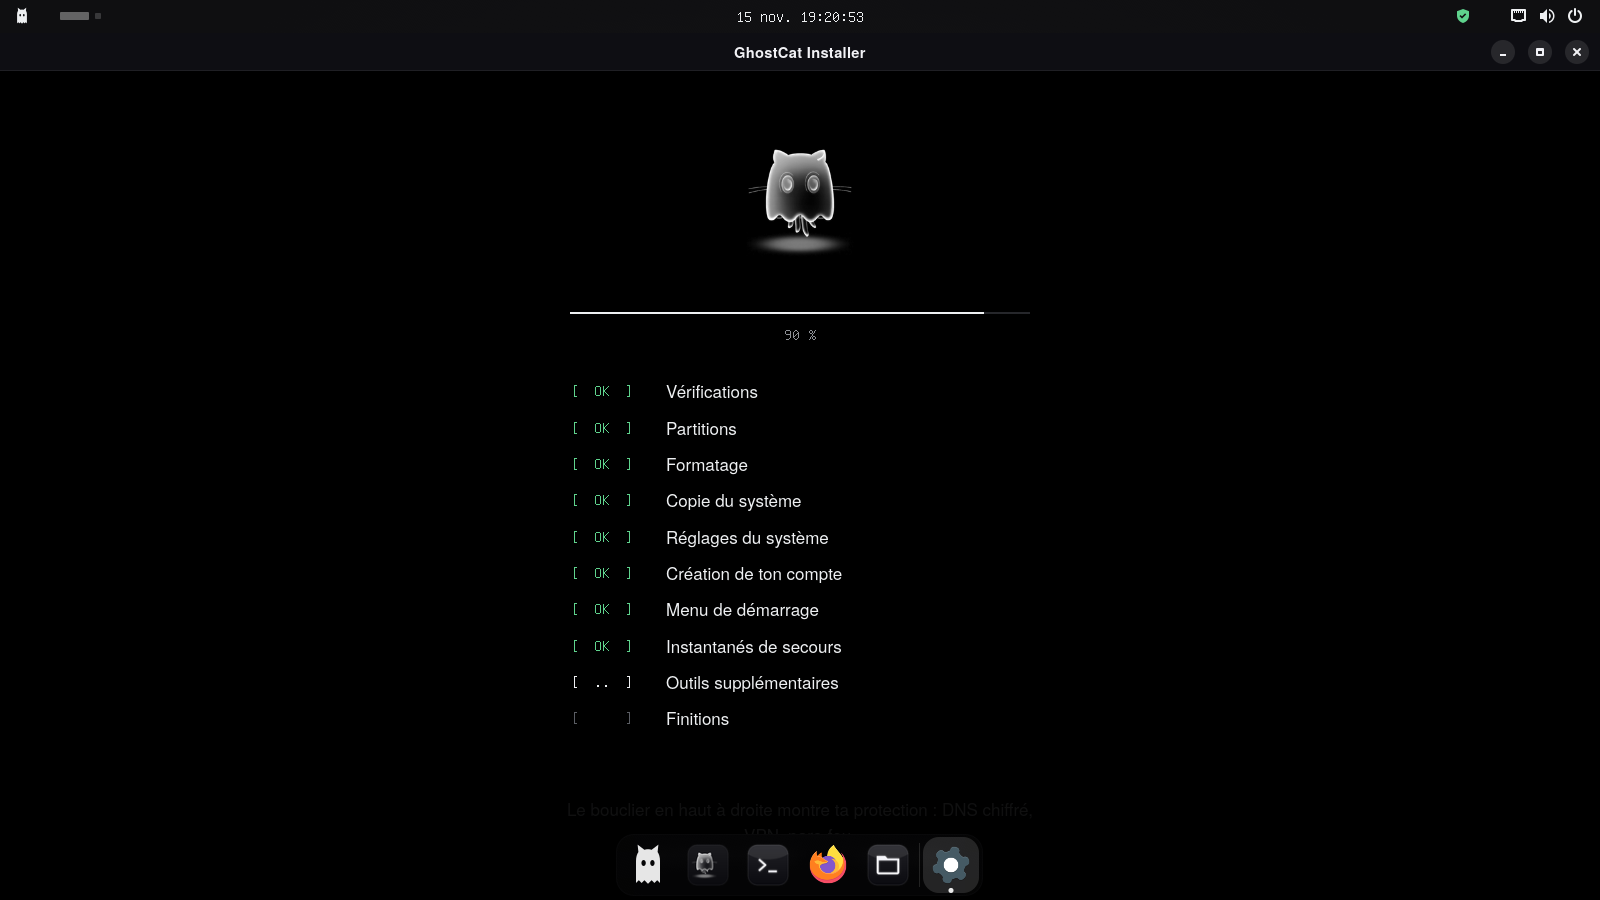 15 nov. 19:20:53
GhostCat Installer
90 %
[ OK ] Vérifications
[ OK ] Partitions
[ OK ] Formatage
[ OK ] Copie du système
[ OK ] Réglages du système
[ OK ] Création de ton compte
[ OK ] Menu de démarrage
[ OK ] Instantanés de secours
[ .. ] Outils supplémentaires
[ ] Finitions
Le bouclier en haut à droite montre ta protection : DNS chiffré,
VPN